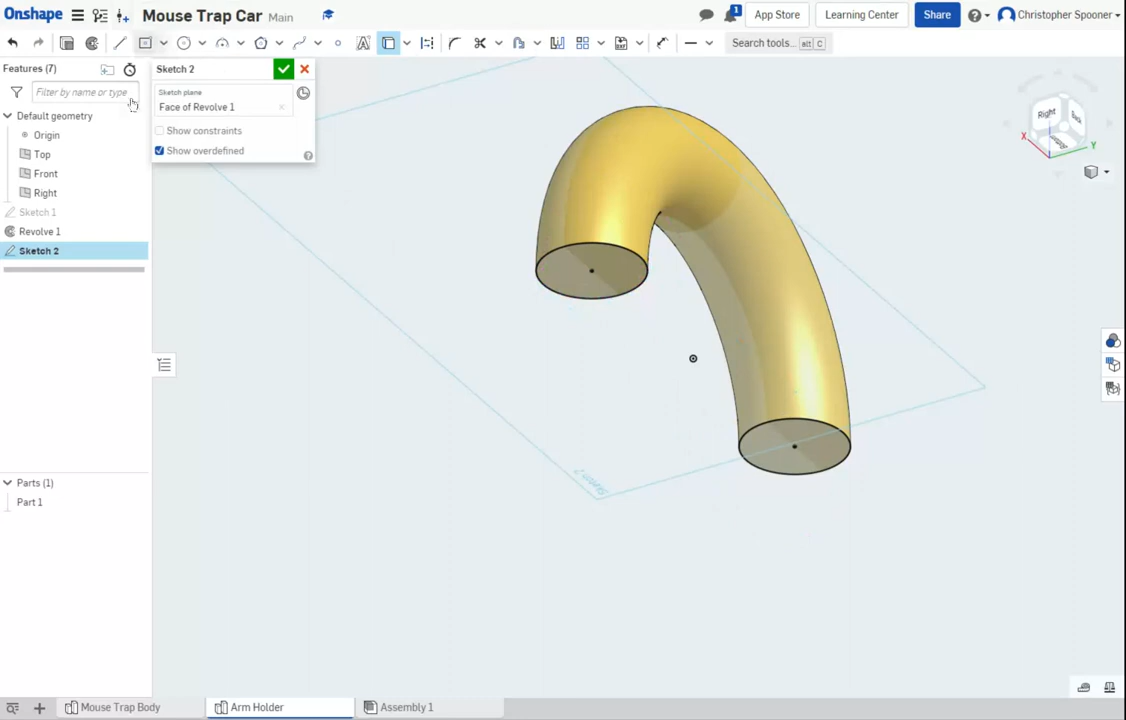 Onshape
Mouse Trap Car Main
1
App Store
Learning Center
Share
Christopher Spooner
Search tools... alt C
Features (7)
Filter by name or type
Default geometry
Origin
Top
Front
Right
Sketch 1
Revolve 1
Sketch 2
Sketch 2
Sketch plane
Face of Revolve 1
Show constraints
Show overdefined
Right
Back
X
Y
Sketch 2
Parts (1)
Part 1
Mouse Trap Body
Arm Holder
Assembly 1